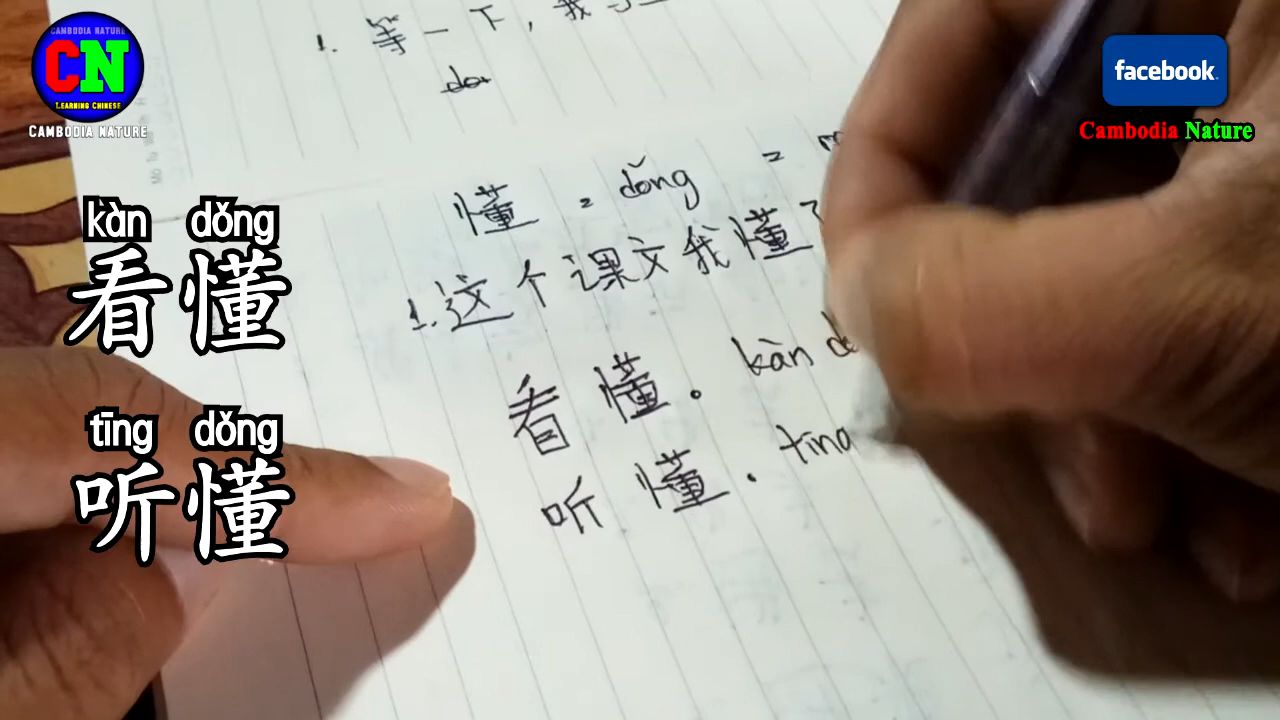 CAMBODIA NATURE
CN
LEARNING CHINESE
CAMBODIA NATURE
facebook
Cambodia Nature
kàn dǒng
看懂
tīng dǒng
听懂
1. 等一下,我
懂 = dǒng =
1.这个课文我懂了
看懂. kàn
听懂. tīng